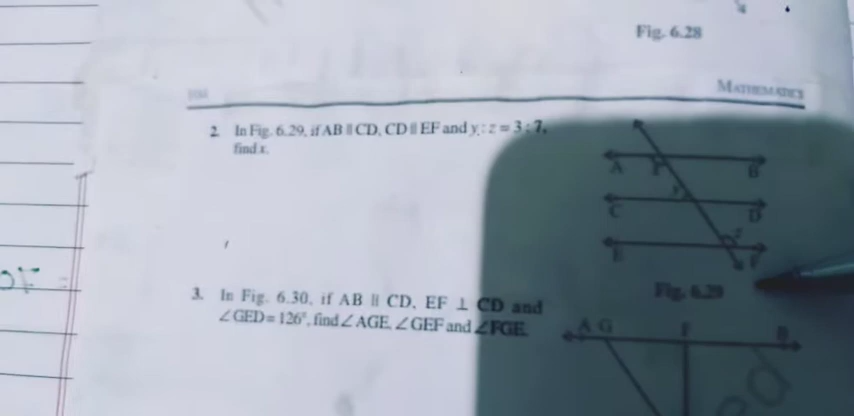 Fig. 6.28
MATHEMATICS
2. In Fig. 6.29, if AB || CD, CD || EF and y : z = 3 : 7,
find x.
A B
C D
E F
Fig. 6.29
3. In Fig. 6.30, if AB || CD, EF ⊥ CD and
∠GED = 126°, find ∠AGE, ∠GEF and ∠FGE.
A G F B